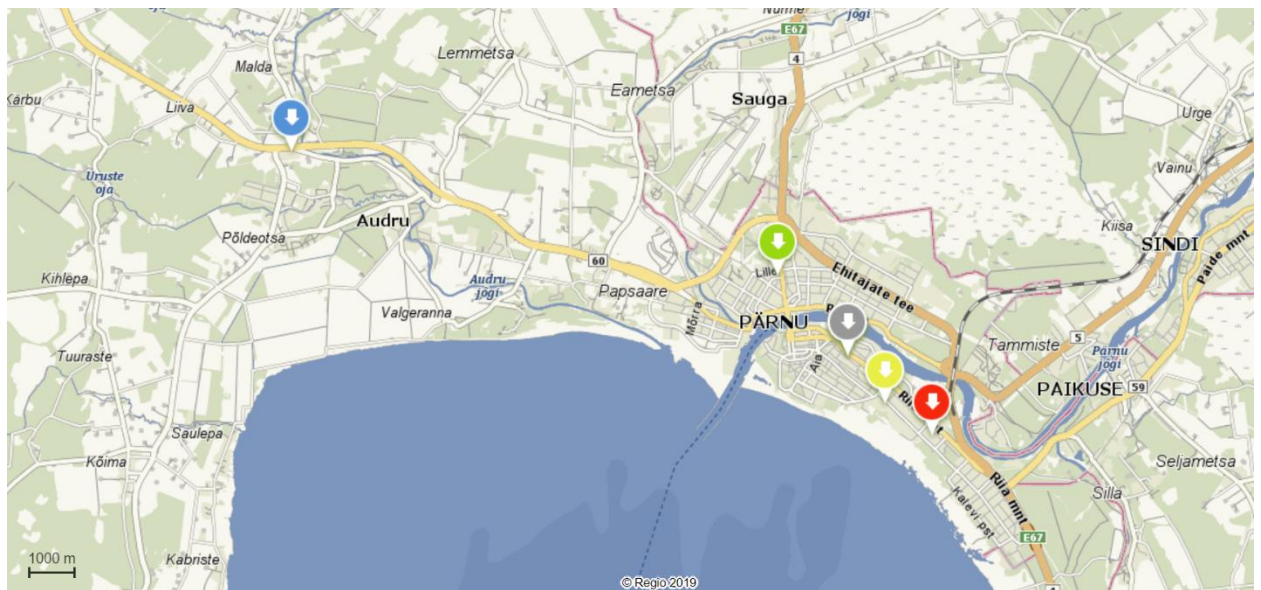 Nurme
jõgi
oja
E67
Lemmetsa
4
Malda
Eametsa
Sauga
Kärbu
Liiva
Urge
Vainu
Uruste
oja
Audru
Kiisa
SINDI
Põldeotsa
Paide mnt
60
Lille
Ehitajate tee
Kihlepa
Audru
jõgi
Papsaare
Valgeranna
Mõrra
PÄRNU
Tammiste
5
Pärnu
jõgi
Tuuraste
Aia
PAIKUSE
59
Saulepa
Kõima
Seljametsa
Silla
Riia mnt
Kalevi pst
E67
Kabriste
1000 m
© Regio 2019
4